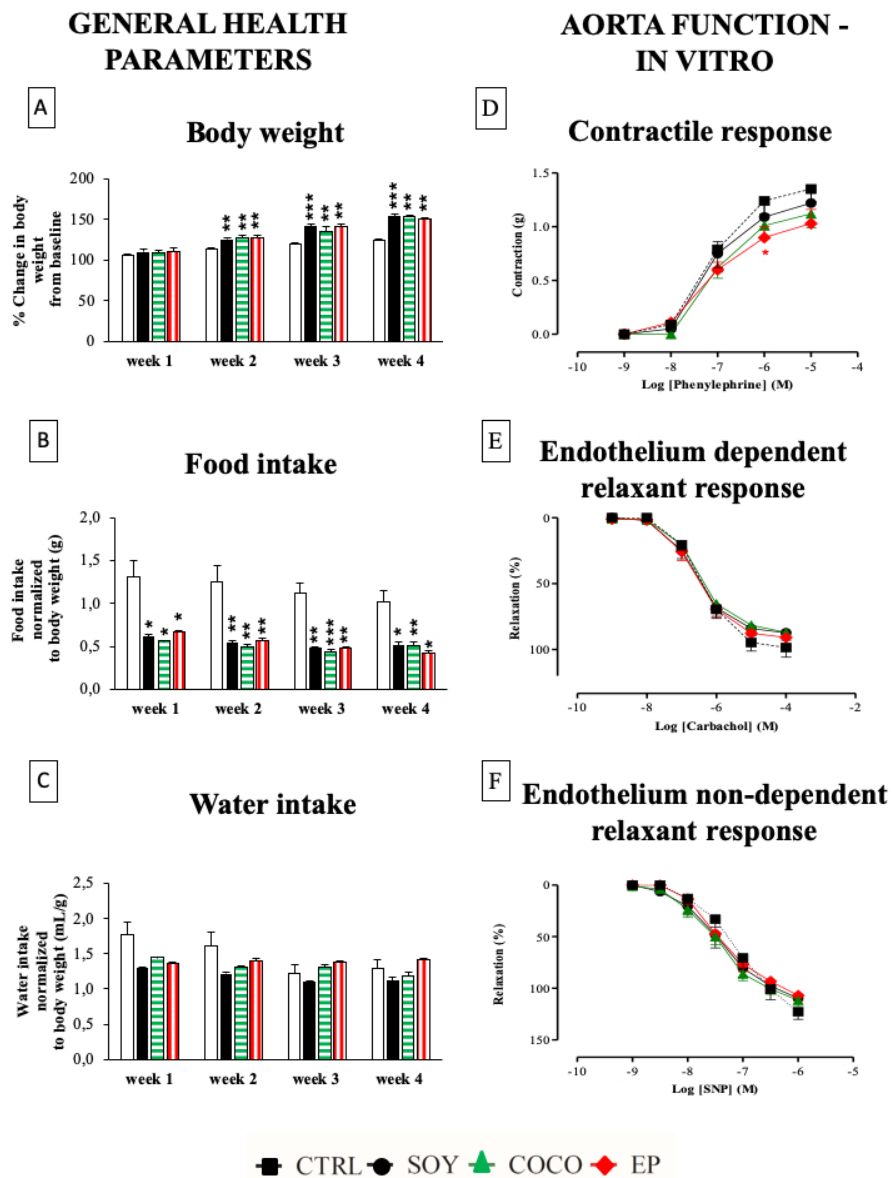 GENERAL HEALTH
PARAMETERS
A
Body weight
% Change in body
weight
from baseline
200
150
100
50
0
**
**
**
***
**
**
***
**
**
week 1
week 2
week 3
week 4
B
Food intake
Food intake
normalized
to body weight (g)
2,0
1,5
1,0
0,5
0,0
*
*
*
**
**
**
**
***
**
*
**
*
week 1
week 2
week 3
week 4
C
Water intake
Water intake
normalized
to body weight (mL/g)
2,5
2,0
1,5
1,0
0,5
0,0
week 1
week 2
week 3
week 4
AORTA FUNCTION -
IN VITRO
D
Contractile response
Contraction (g)
1.5
1.0
0.5
0.0
*
-10 -9 -8 -7 -6 -5 -4
Log [Phenylephrine] (M)
E
Endothelium dependent
relaxant response
Relaxation (%)
0
50
100
-10 -8 -6 -4 -2
Log [Carbachol] (M)
F
Endothelium non-dependent
relaxant response
Relaxation (%)
0
50
100
150
-10 -9 -8 -7 -6 -5
Log [SNP] (M)
CTRL SOY COCO EP